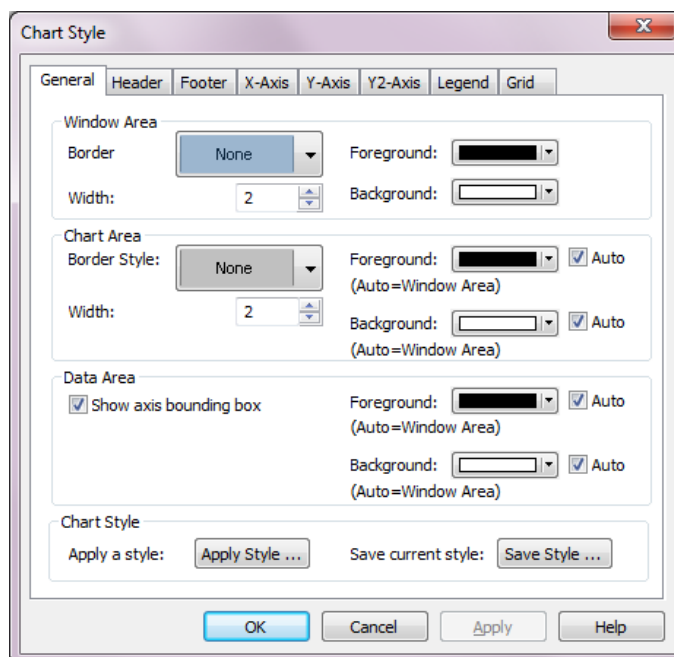 Chart Style
General Header Footer X-Axis Y-Axis Y2-Axis Legend Grid
Window Area
Border None Foreground:
Width: 2 Background:
Chart Area
Border Style: None Foreground: Auto
(Auto=Window Area)
Width: 2
Background: Auto
(Auto=Window Area)
Data Area
Show axis bounding box Foreground: Auto
(Auto=Window Area)
Background: Auto
(Auto=Window Area)
Chart Style
Apply a style: Apply Style ... Save current style: Save Style ...
OK Cancel Apply Help